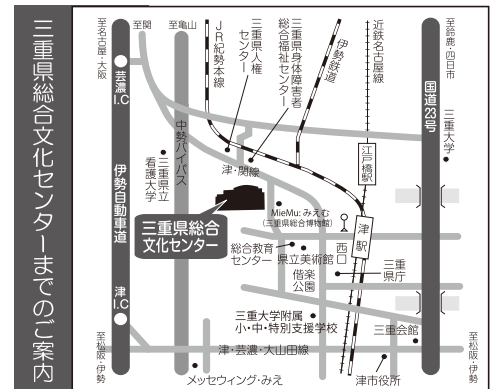 三重県総合文化センターまでのご案内
至名古屋・大阪
芸濃
I.C
伊勢自動車道
津
I.C
至松阪・伊勢
至関
至亀山
中勢バイパス
三重県立
看護大学
JR紀勢本線
三重県人権
センター
三重県身体障害者
総合福祉センター
伊勢鉄道
近鉄名古屋線
国道23号
至鈴鹿・四日市
三重大学
江戸橋駅
津・関線
三重県総合
文化センター
MieMu:みえむ
(三重県総合博物館)
総合教育
センター
県立美術館
西口
津駅
偕楽
公園
三重
県庁
三重大学附属
小・中・特別支援学校
三重会館
津・芸濃・大山田線
メッセウィング・みえ
津市役所
至松阪・伊勢